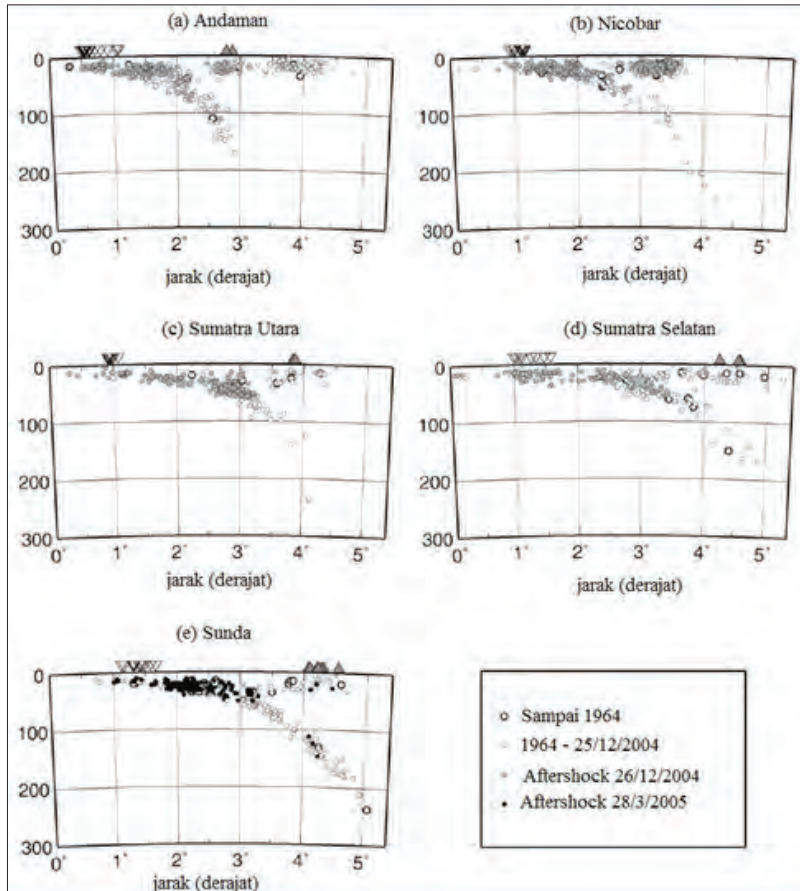 (a) Andaman
0
100
200
300
0° 1° 2° 3° 4° 5°
jarak (derajat)
(b) Nicobar
0
100
200
300
0° 1° 2° 3° 4° 5°
jarak (derajat)
(c) Sumatra Utara
0
100
200
300
0° 1° 2° 3° 4° 5°
jarak (derajat)
(d) Sumatra Selatan
0
100
200
300
0° 1° 2° 3° 4° 5°
jarak (derajat)
(e) Sunda
0
100
200
300
0° 1° 2° 3° 4° 5°
jarak (derajat)
Sampai 1964
1964 - 25/12/2004
Aftershock 26/12/2004
Aftershock 28/3/2005